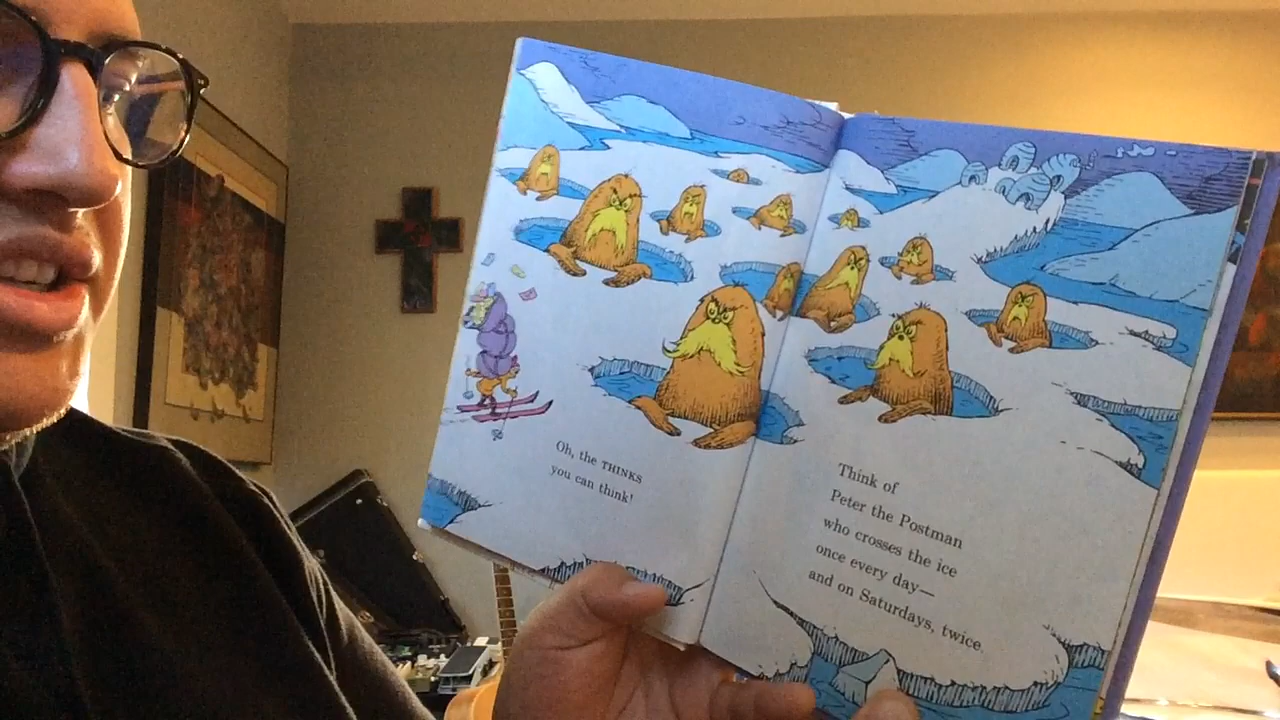 Oh, the THINKS
you can think!
Think of
Peter the Postman
who crosses the ice
once every day—
and on Saturdays, twice.